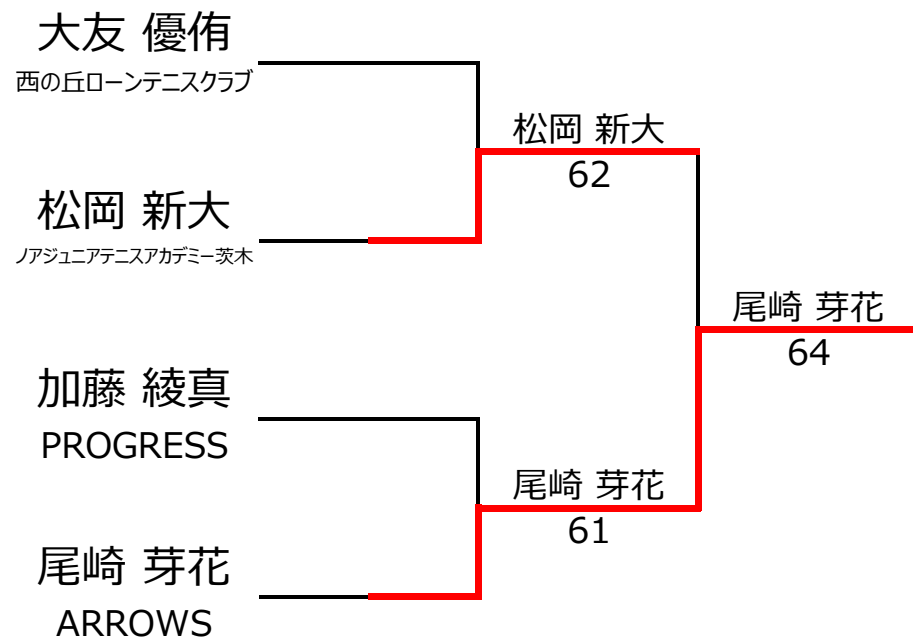 大友 優侑
西の丘ローンテニスクラブ
松岡 新大
62
松岡 新大
ノアジュニアテニスアカデミー茨木
尾崎 芽花
64
加藤 綾真
PROGRESS
尾崎 芽花
61
尾崎 芽花
ARROWS